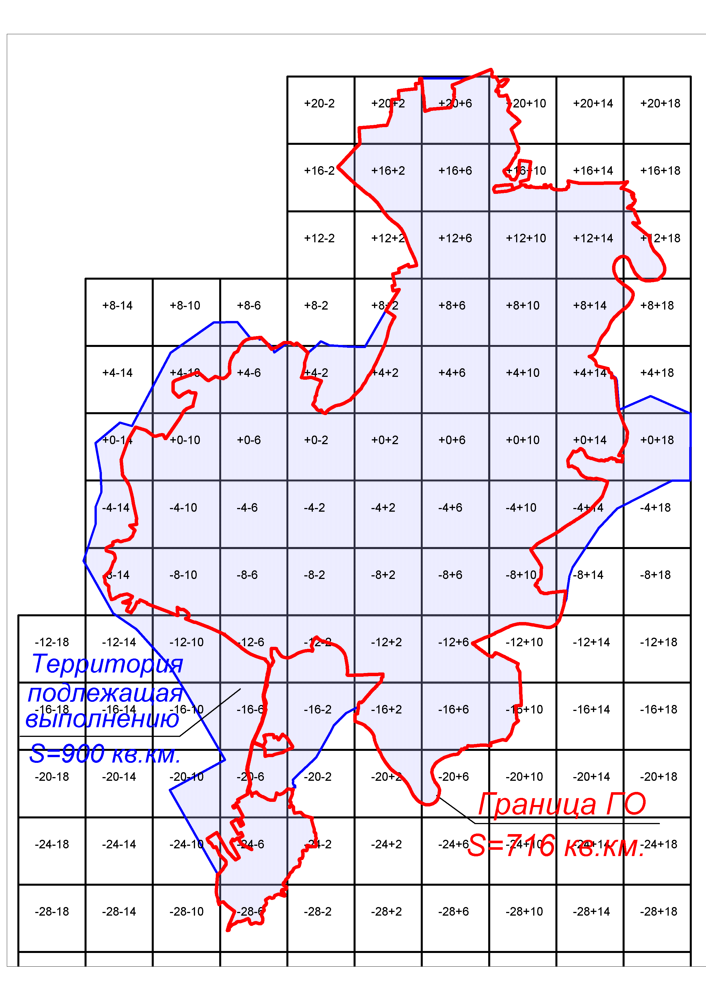 +20-2 +20+2 +20+6 +20+10 +20+14 +20+18
+16-2 +16+2 +16+6 +16+10 +16+14 +16+18
+12-2 +12+2 +12+6 +12+10 +12+14 +12+18
+8-14 +8-10 +8-6 +8-2 +8+2 +8+6 +8+10 +8+14 +8+18
+4-14 +4-10 +4-6 +4-2 +4+2 +4+6 +4+10 +4+14 +4+18
+0-14 +0-10 +0-6 +0-2 +0+2 +0+6 +0+10 +0+14 +0+18
-4-14 -4-10 -4-6 -4-2 -4+2 -4+6 -4+10 -4+14 -4+18
-8-14 -8-10 -8-6 -8-2 -8+2 -8+6 -8+10 -8+14 -8+18
-12-18 -12-14 -12-10 -12-6 -12-2 -12+2 -12+6 -12+10 -12+14 -12+18
Территория
подлежащая
-16-18 -16-14 -16-10 -16-6 -16-2 -16+2 -16+6 -16+10 -16+14 -16+18
выполнению
S=900 кв.км.
-20-18 -20-14 -20-10 -20-6 -20-2 -20+2 -20+6 -20+10 -20+14 -20+18
Граница ГО
-24-18 -24-14 -24-10 -24-6 -24-2 -24+2 -24+6 -24+10 -24+14 -24+18
S=716 кв.км.
-28-18 -28-14 -28-10 -28-6 -28-2 -28+2 -28+6 -28+10 -28+14 -28+18